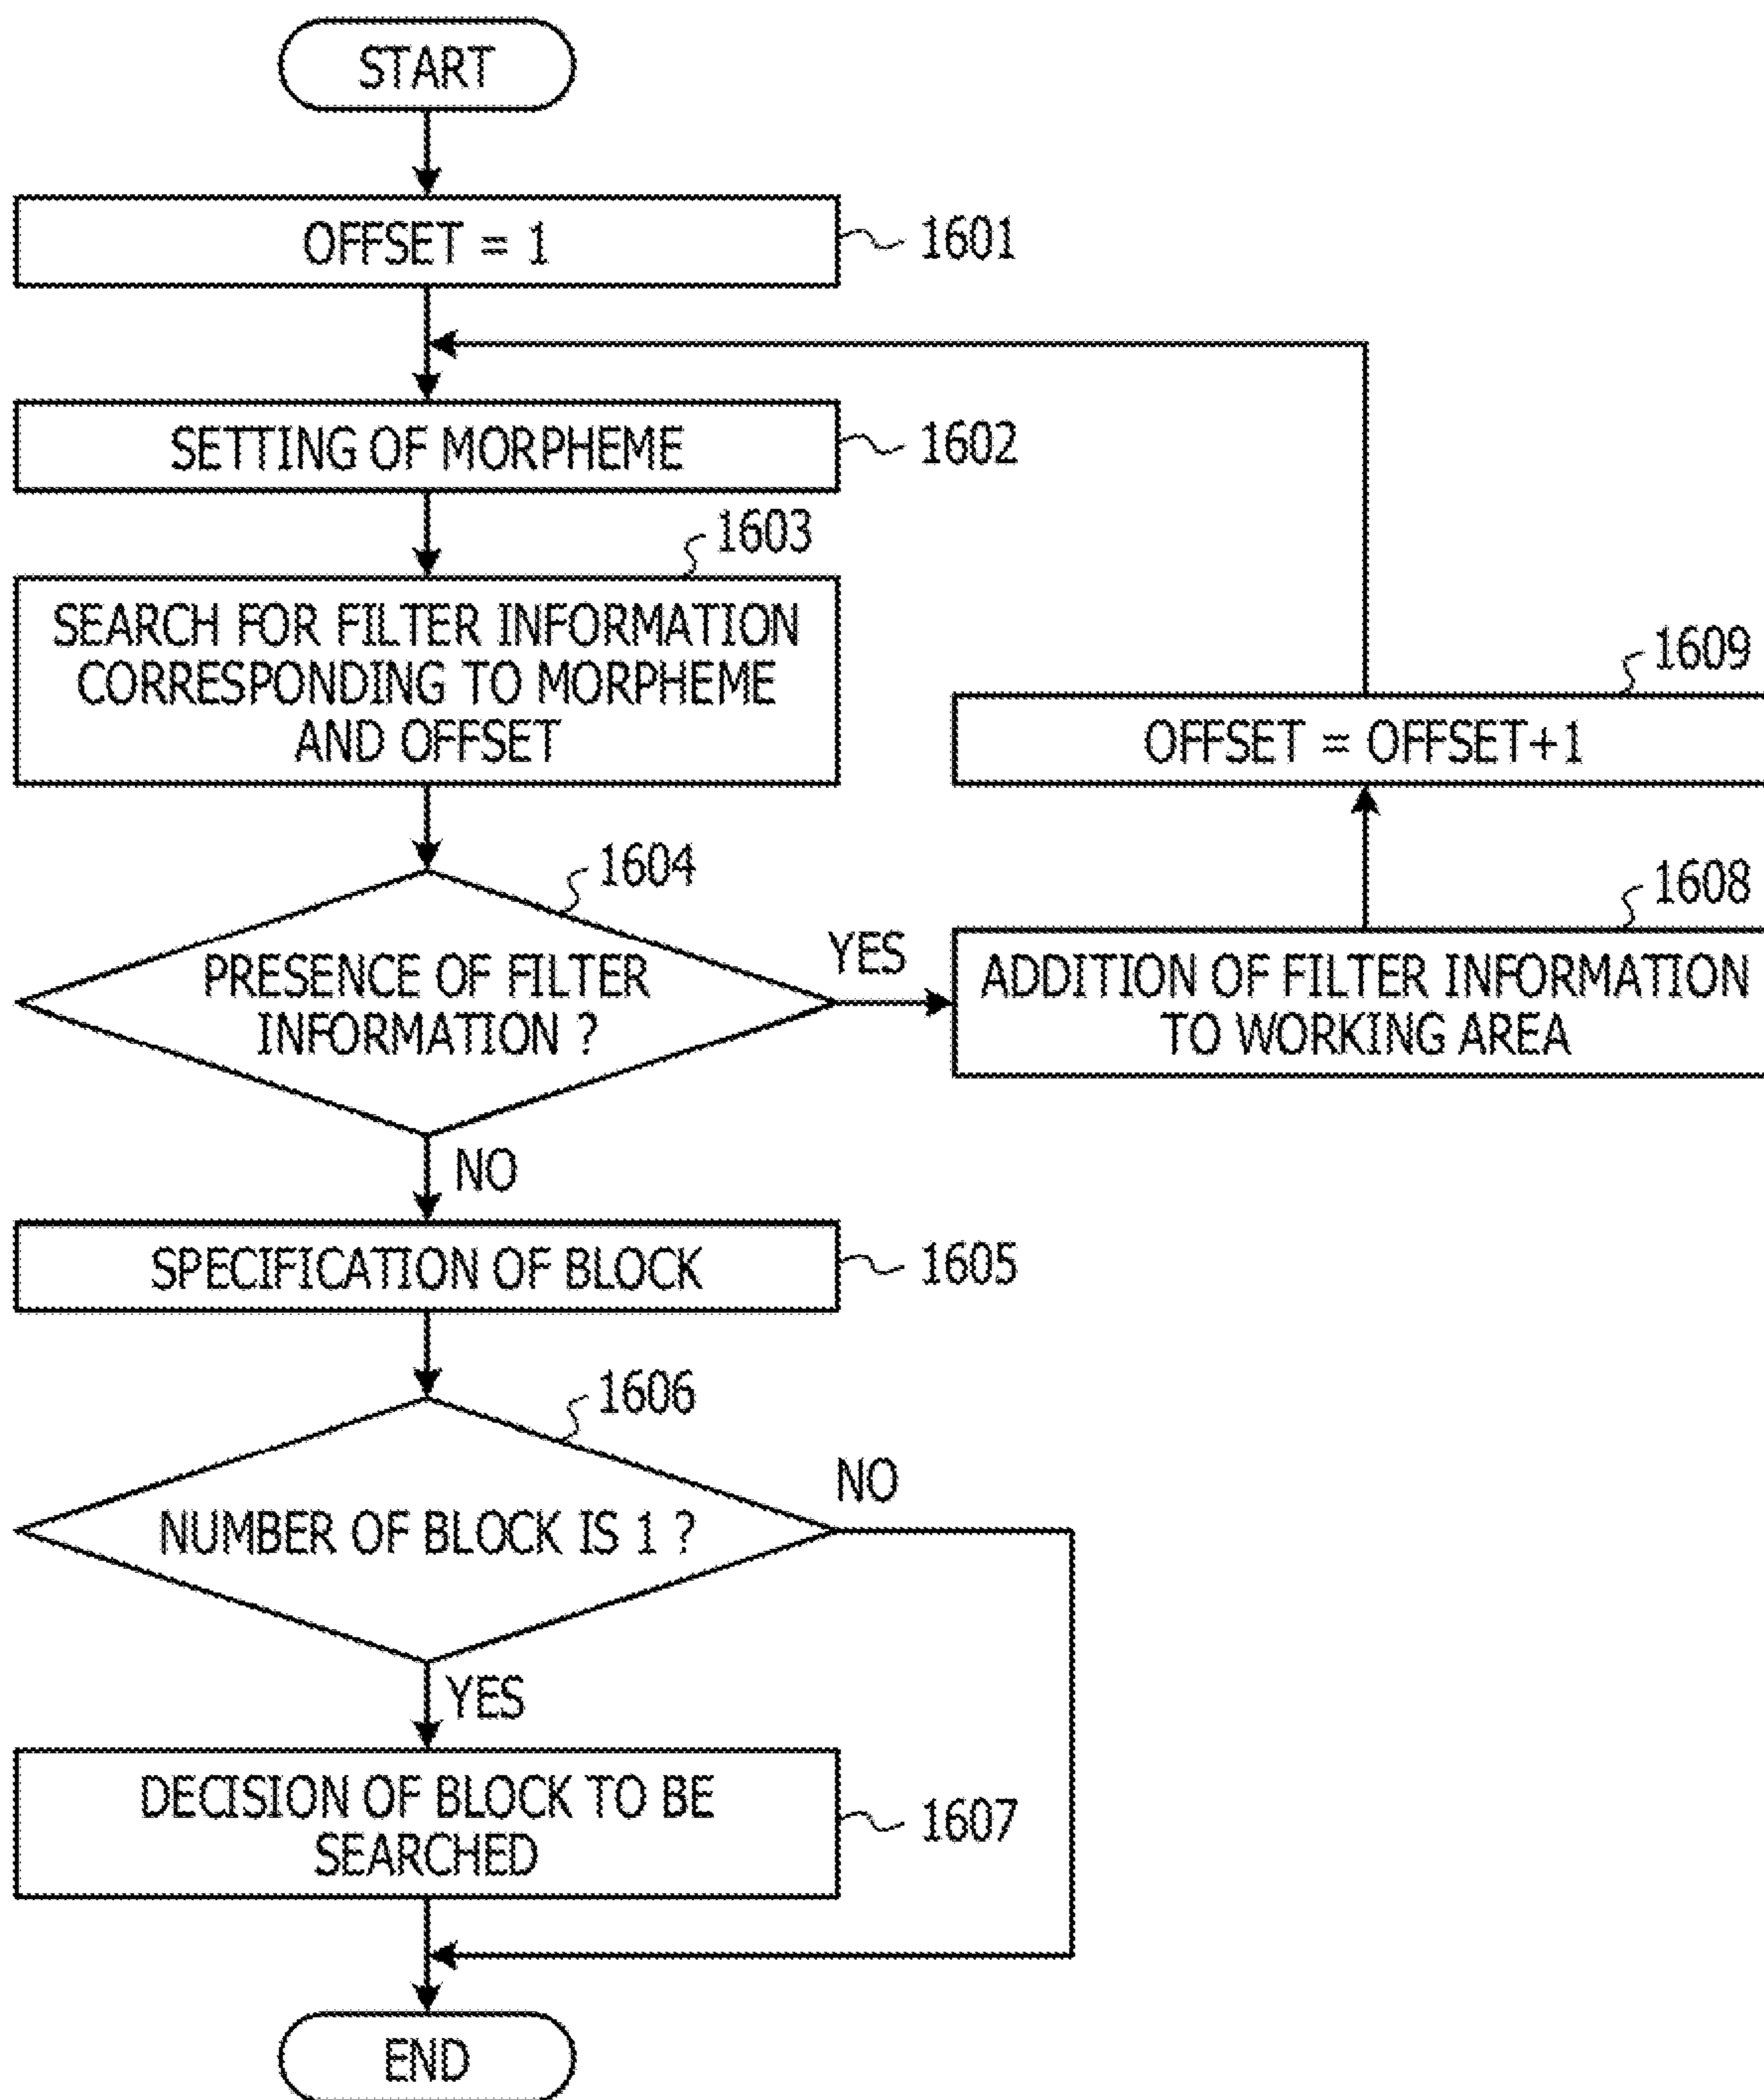 START
OFFSET = 1
1601
SETTING OF MORPHEME
1602
1603
SEARCH FOR FILTER INFORMATION
CORRESPONDING TO MORPHEME
AND OFFSET
1609
OFFSET = OFFSET+1
1604
PRESENCE OF FILTER
INFORMATION ?
YES
1608
ADDITION OF FILTER INFORMATION
TO WORKING AREA
NO
SPECIFICATION OF BLOCK
1605
1606
NUMBER OF BLOCK IS 1 ?
NO
YES
DECISION OF BLOCK TO BE
SEARCHED
1607
END